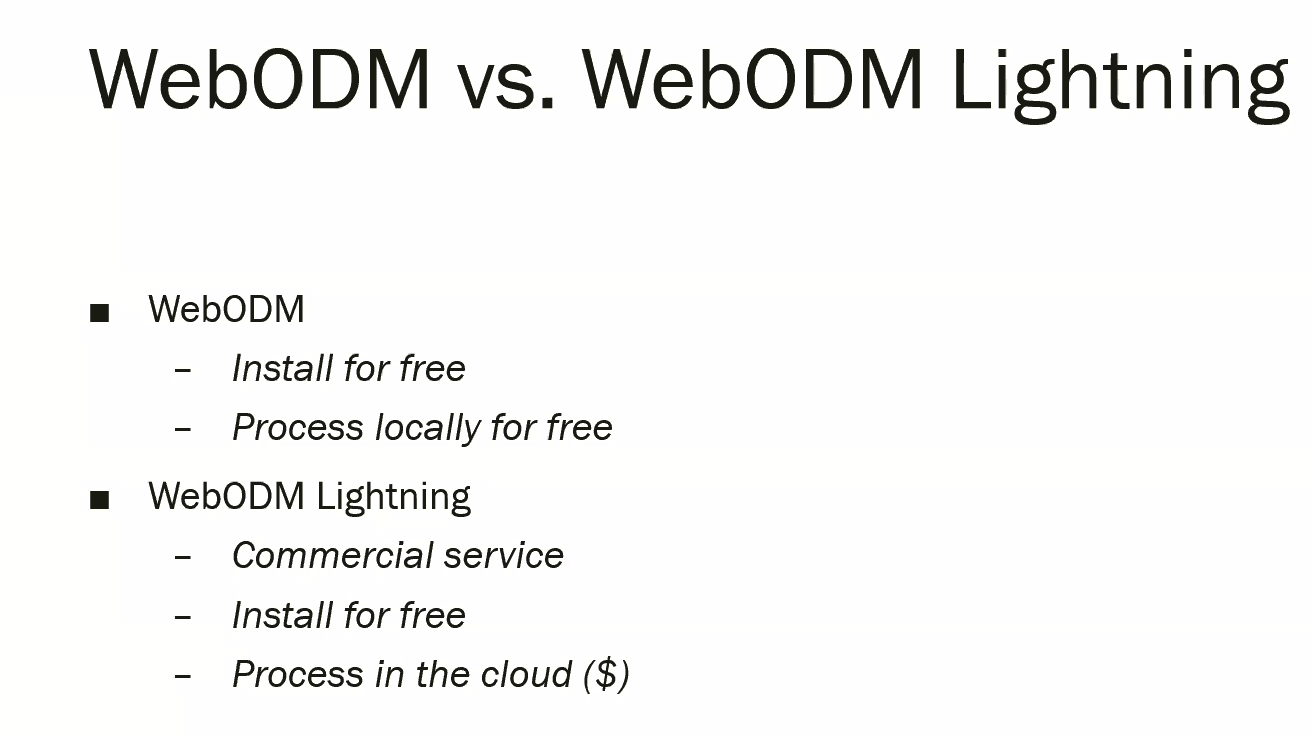 WebODM vs. WebODM Lightning
■ WebODM
– Install for free
– Process locally for free
■ WebODM Lightning
– Commercial service
– Install for free
– Process in the cloud ($)